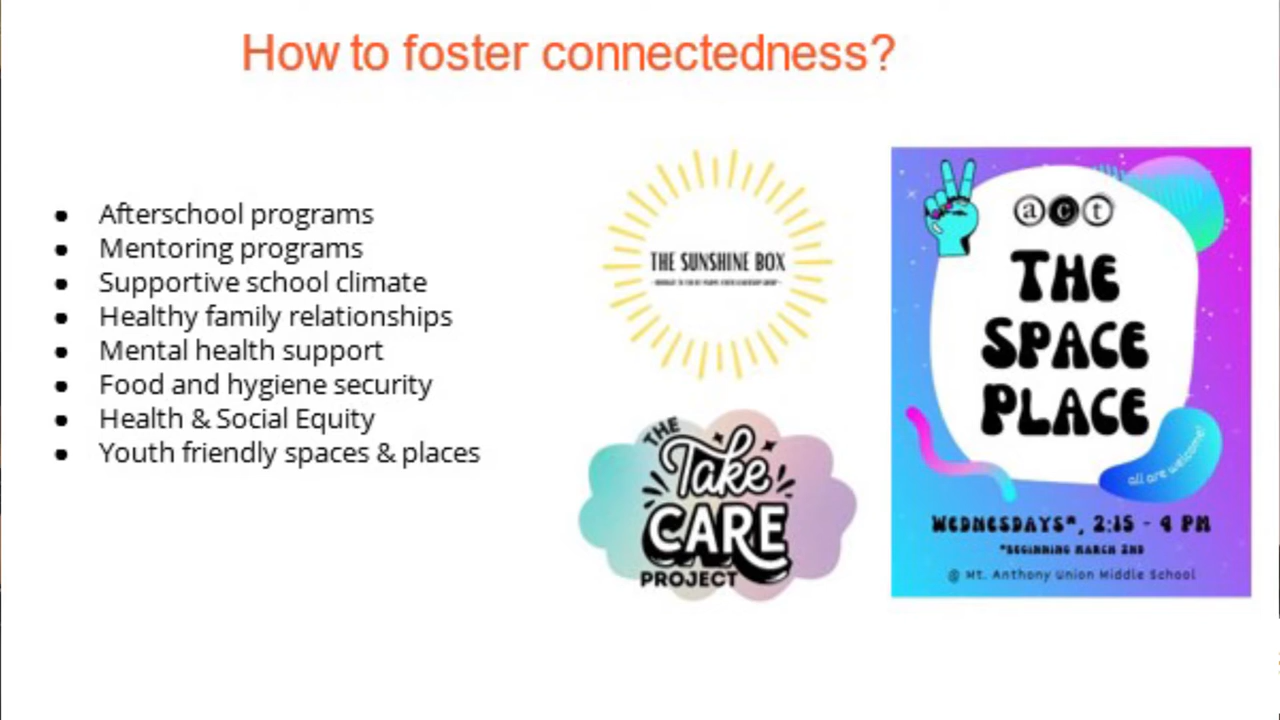 How to foster connectedness?
• Afterschool programs
• Mentoring programs
• Supportive school climate
• Healthy family relationships
• Mental health support
• Food and hygiene security
• Health & Social Equity
• Youth friendly spaces & places
THE SUNSHINE BOX
THE
Take
CARE
PROJECT
act
THE
SPACE
PLACE
all are welcome!
WEDNESDAYS*, 2:15 - 4 PM
*BEGINNING MARCH 2ND
@ Mt. Anthony Union Middle School